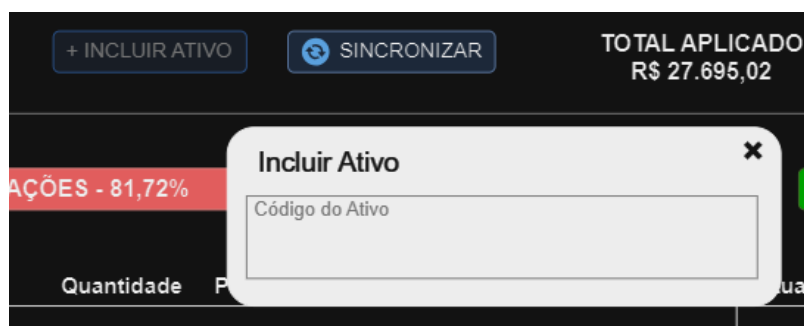 + INCLUIR ATIVO
SINCRONIZAR
TOTAL APLICADO
R$ 27.695,02
Incluir Ativo
✖
AÇÕES - 81,72%
Código do Ativo
Quantidade